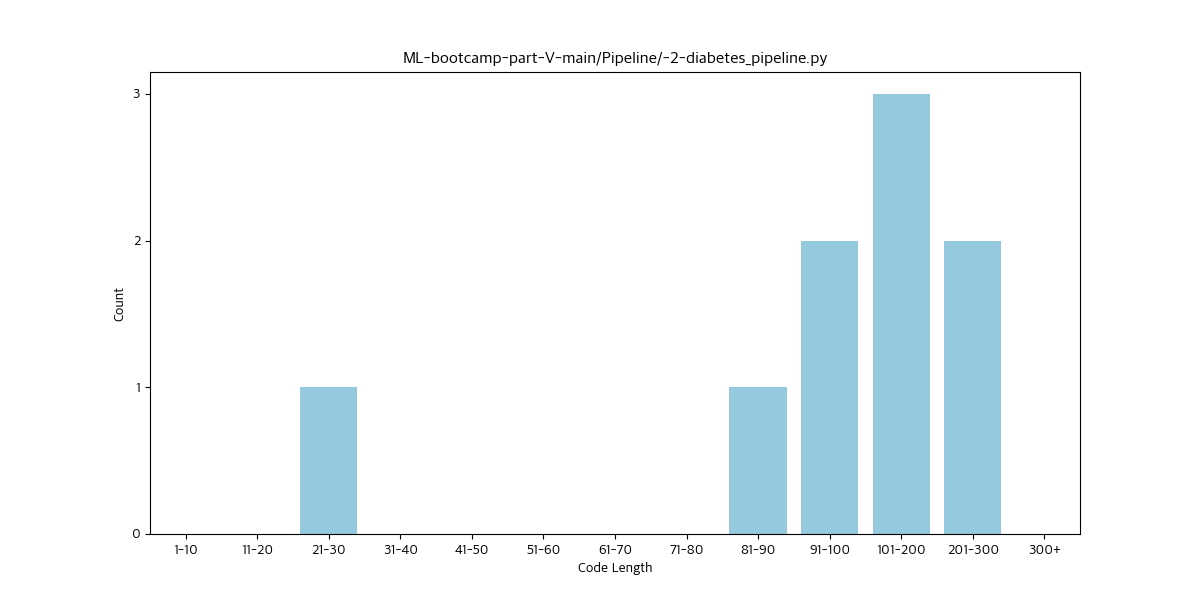 ML-bootcamp-part-V-main/Pipeline/-2-diabetes_pipeline.py
3
2
1
0
Count
1-10 11-20 21-30 31-40 41-50 51-60 61-70 71-80 81-90 91-100 101-200 201-300 300+
Code Length